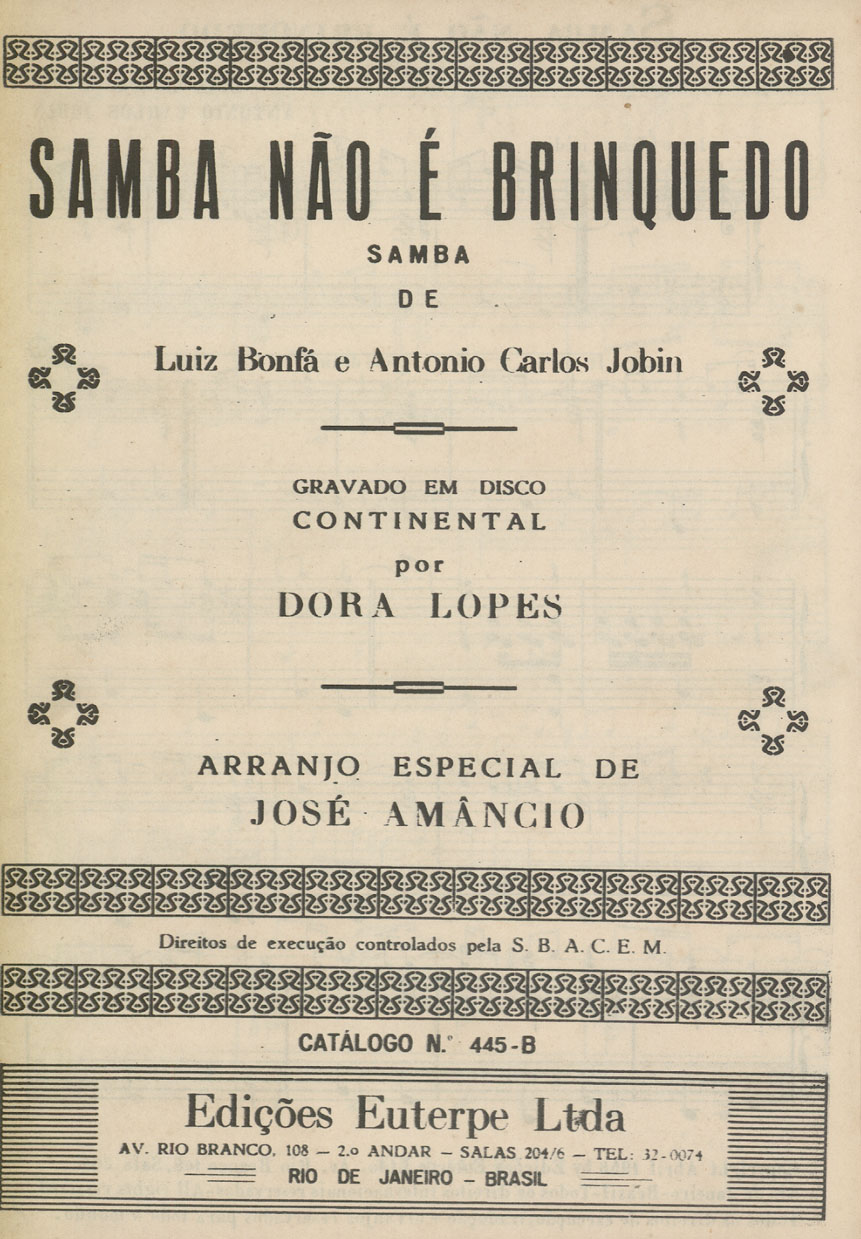 SAMBA NÃO É BRINQUEDO
SAMBA
DE
Luiz Bonfá e Antonio Carlos Jobin
GRAVADO EM DISCO
CONTINENTAL
por
DORA LOPES
ARRANJO ESPECIAL DE
JOSÉ AMÂNCIO
Direitos de execução controlados pela S. B. A. C. E. M.
CATÁLOGO N.º 445-B
Edições Euterpe Ltda
AV. RIO BRANCO, 108 — 2.º ANDAR — SALAS 204/6 — TEL: 32-0074
RIO DE JANEIRO - BRASIL